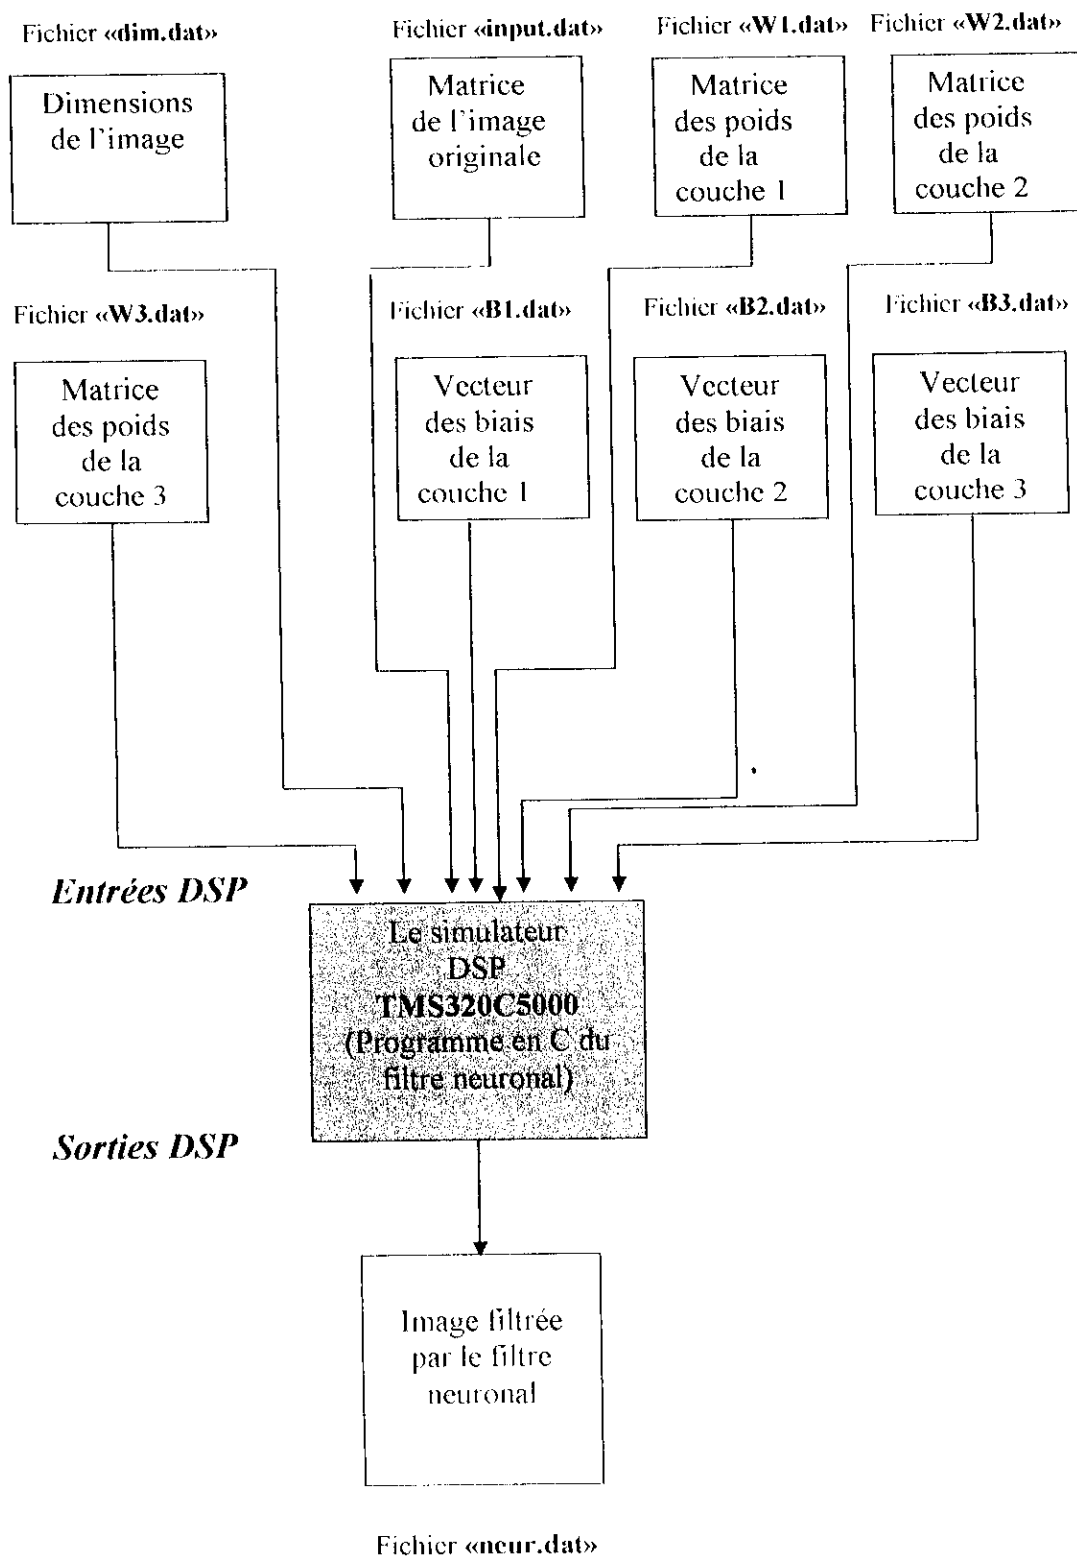 Fichier «dim.dat»
Fichier «input.dat»
Fichier «W1.dat»
Fichier «W2.dat»
Dimensions
de l'image
Matrice
de l'image
originale
Matrice
des poids
de la
couche 1
Matrice
des poids
de la
couche 2
Fichier «W3.dat»
Fichier «B1.dat»
Fichier «B2.dat»
Fichier «B3.dat»
Matrice
des poids
de la
couche 3
Vecteur
des biais
de la
couche 1
Vecteur
des biais
de la
couche 2
Vecteur
des biais
de la
couche 3
Entrées DSP
Le simulateur
DSP
TMS320C5000
(Programme en C du
filtre neuronal)
Sorties DSP
Image filtrée
par le filtre
neuronal
Fichier «neur.dat»